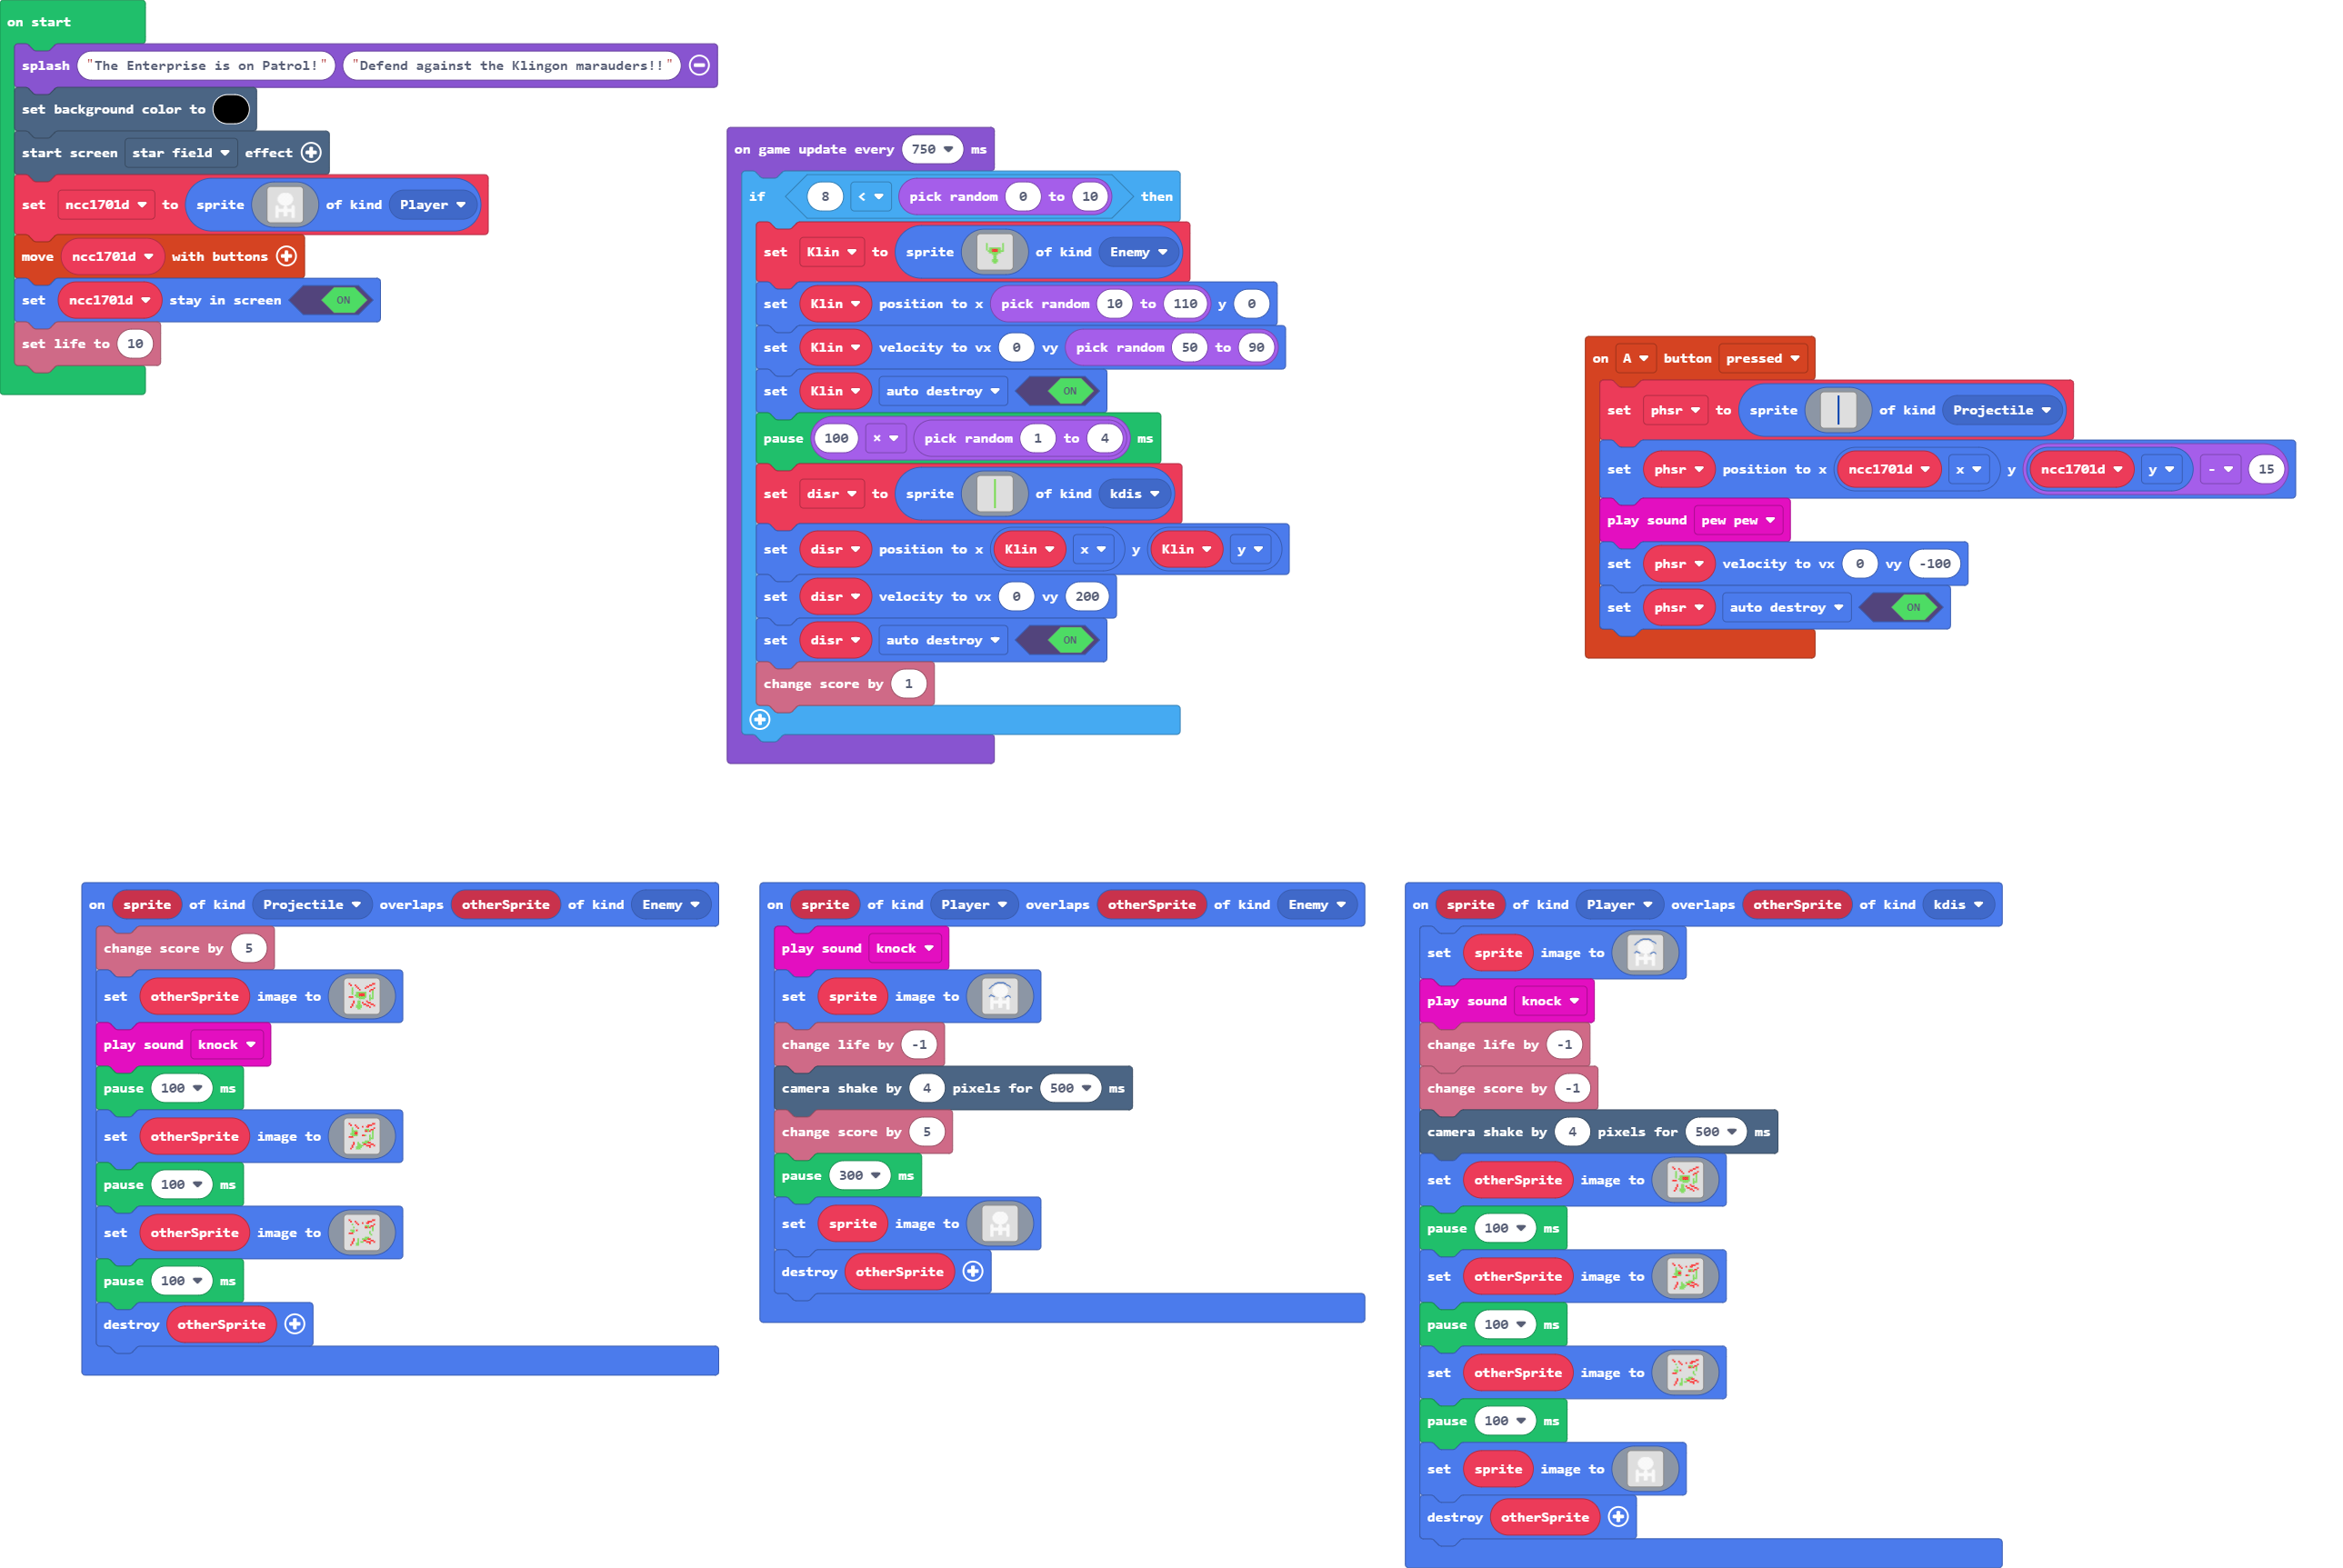 on start
splash "The Enterprise is on Patrol!" "Defend against the Klingon marauders!!"
set background color to
start screen star field effect
set ncc1701d to sprite of kind Player
move ncc1701d with buttons
set ncc1701d stay in screen ON
set life to 10
on game update every 750 ms
if 8 < pick random 0 to 10 then
set Klin to sprite of kind Enemy
set Klin position to x pick random 10 to 110 y 0
set Klin velocity to vx 0 vy pick random 50 to 90
set Klin auto destroy ON
pause 100 × pick random 1 to 4 ms
set disr to sprite of kind kdis
set disr position to x Klin x y Klin y
set disr velocity to vx 0 vy 200
set disr auto destroy ON
change score by 1
on A button pressed
set phsr to sprite of kind Projectile
set phsr position to x ncc1701d x y ncc1701d y - 15
play sound pew pew
set phsr velocity to vx 0 vy -100
set phsr auto destroy ON
on sprite of kind Projectile overlaps otherSprite of kind Enemy
change score by 5
set otherSprite image to
play sound knock
pause 100 ms
set otherSprite image to
pause 100 ms
set otherSprite image to
pause 100 ms
destroy otherSprite
on sprite of kind Player overlaps otherSprite of kind Enemy
play sound knock
set sprite image to
change life by -1
camera shake by 4 pixels for 500 ms
change score by 5
pause 300 ms
set sprite image to
destroy otherSprite
on sprite of kind Player overlaps otherSprite of kind kdis
set sprite image to
play sound knock
change life by -1
change score by -1
camera shake by 4 pixels for 500 ms
set otherSprite image to
pause 100 ms
set otherSprite image to
pause 100 ms
set otherSprite image to
pause 100 ms
set sprite image to
destroy otherSprite